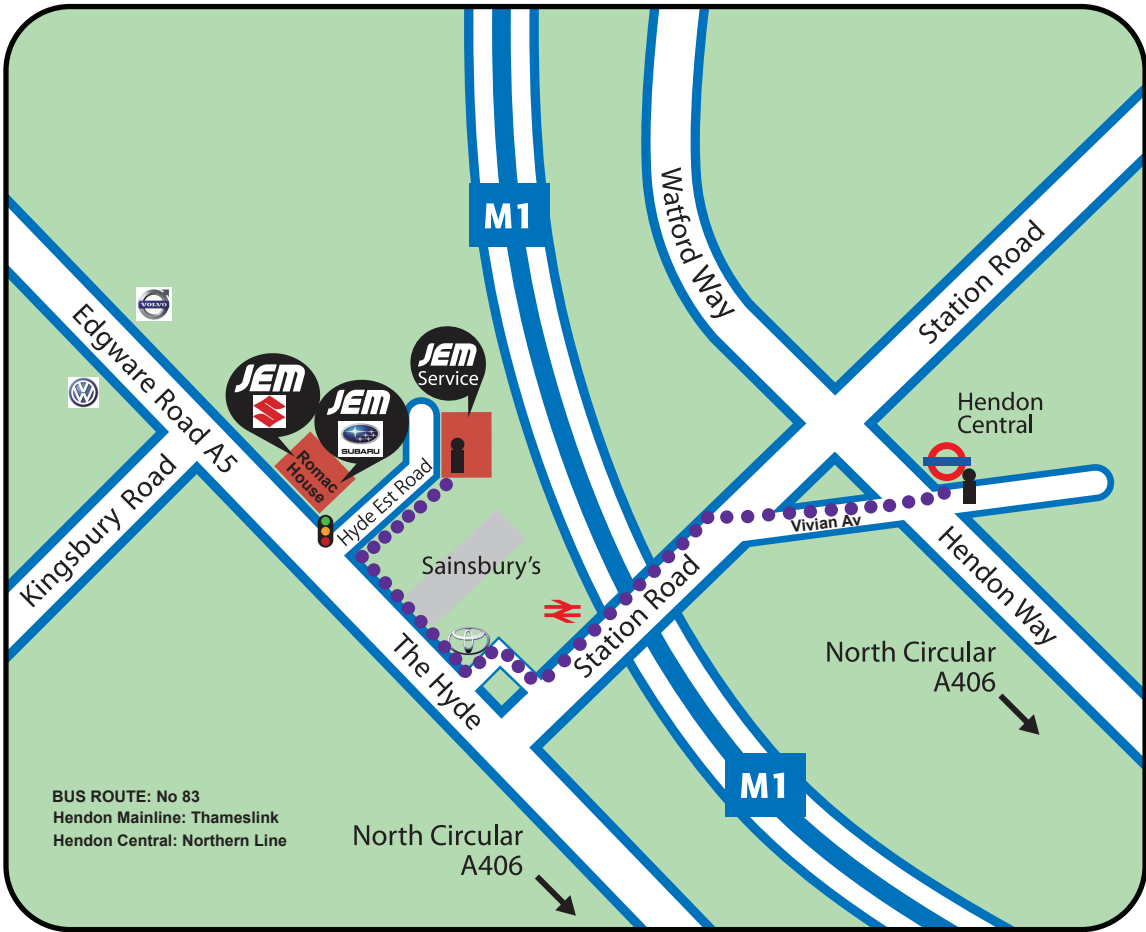 M1
Watford Way
Station Road
VOLVO
Edgware Road A5
JEM
JEM
SUBARU
JEM
Service
Romac
House
Hyde Est Road
Kingsbury Road
Hendon
Central
Vivian Av
Sainsbury's
Station Road
Hendon Way
The Hyde
North Circular
A406
M1
BUS ROUTE: No 83
Hendon Mainline: Thameslink
Hendon Central: Northern Line
North Circular
A406